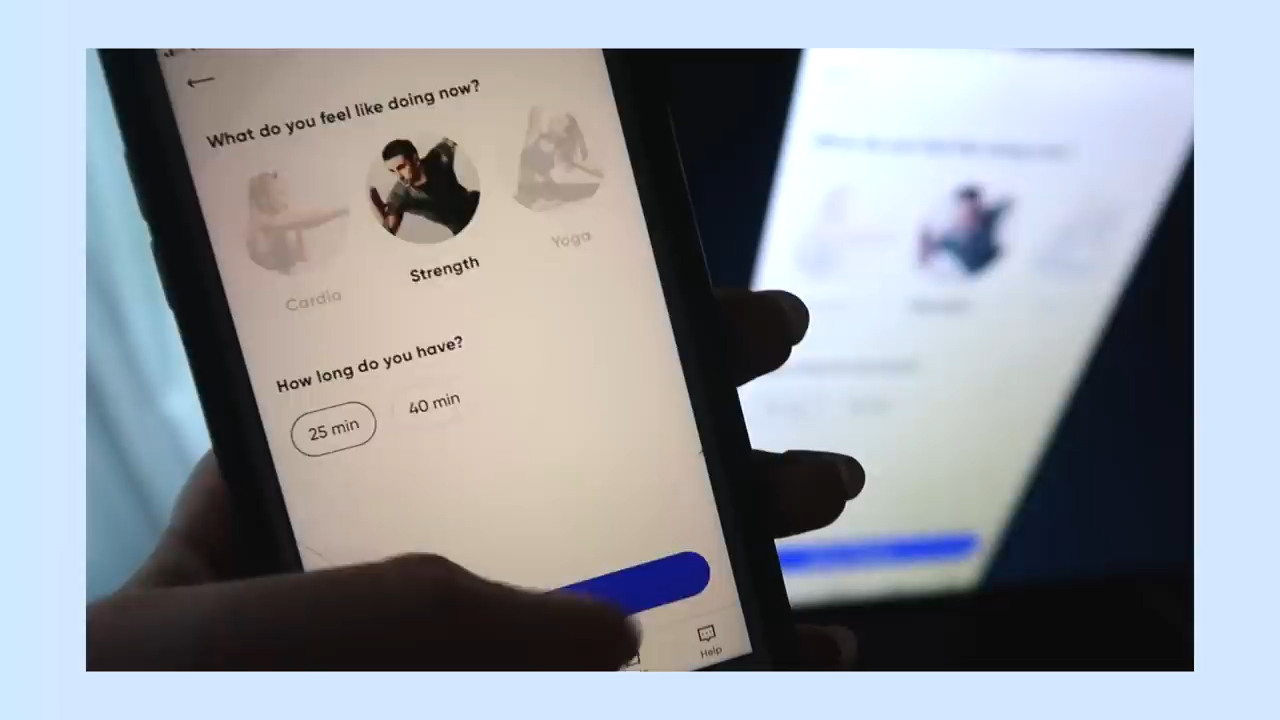 What do you feel like doing now?
Cardio
Strength
Yoga
How long do you have?
25 min
40 min
Help